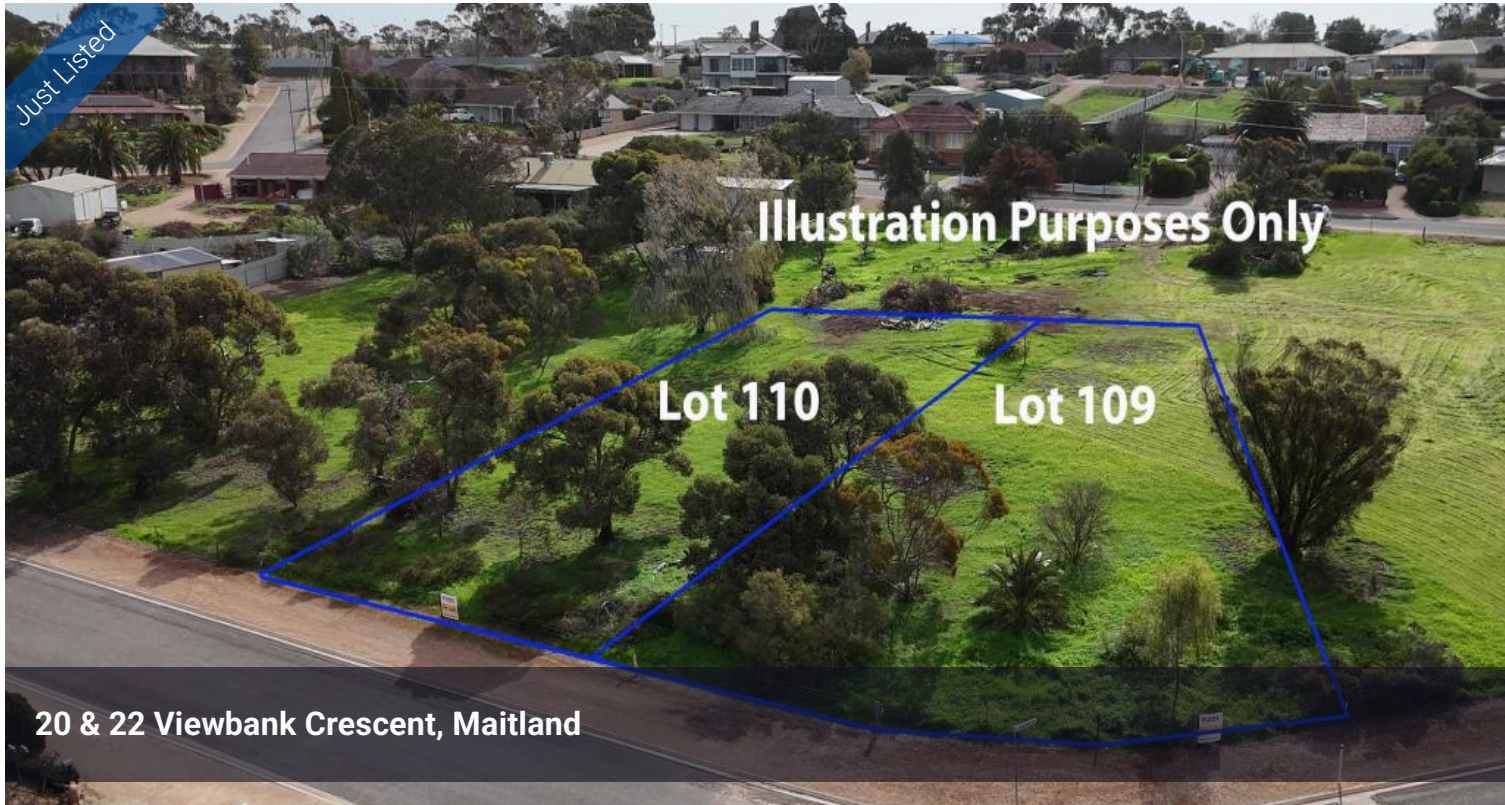 Just Listed
Illustration Purposes Only
Lot 110
Lot 109
20 & 22 Viewbank Crescent, Maitland